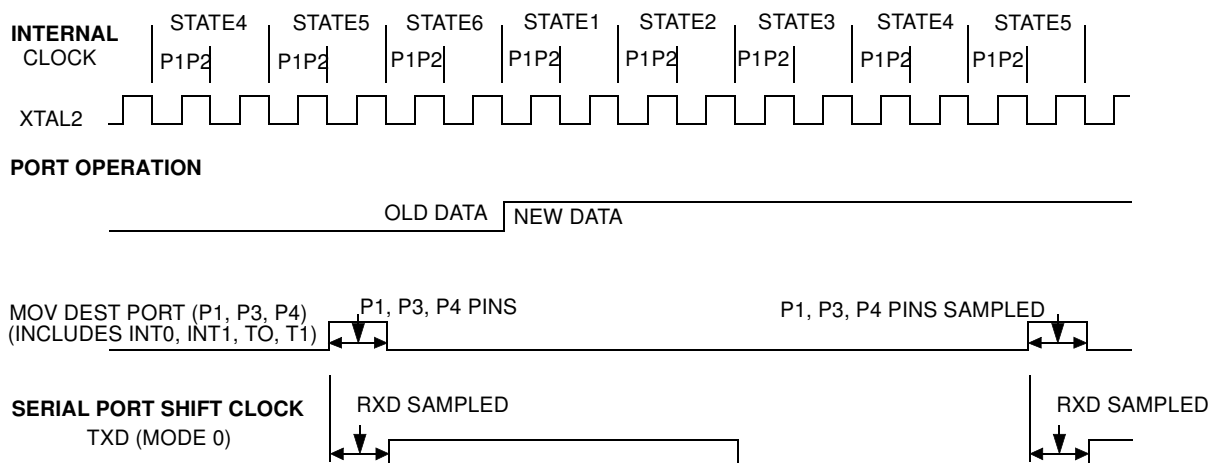 INTERNAL CLOCK
STATE4 STATE5 STATE6 STATE1 STATE2 STATE3 STATE4 STATE5
P1P2 P1P2 P1P2 P1P2 P1P2 P1P2 P1P2 P1P2
XTAL2
PORT OPERATION
OLD DATA NEW DATA
MOV DEST PORT (P1, P3, P4)
(INCLUDES INT0, INT1, TO, T1)
P1, P3, P4 PINS
P1, P3, P4 PINS SAMPLED
SERIAL PORT SHIFT CLOCK
TXD (MODE 0)
RXD SAMPLED
RXD SAMPLED